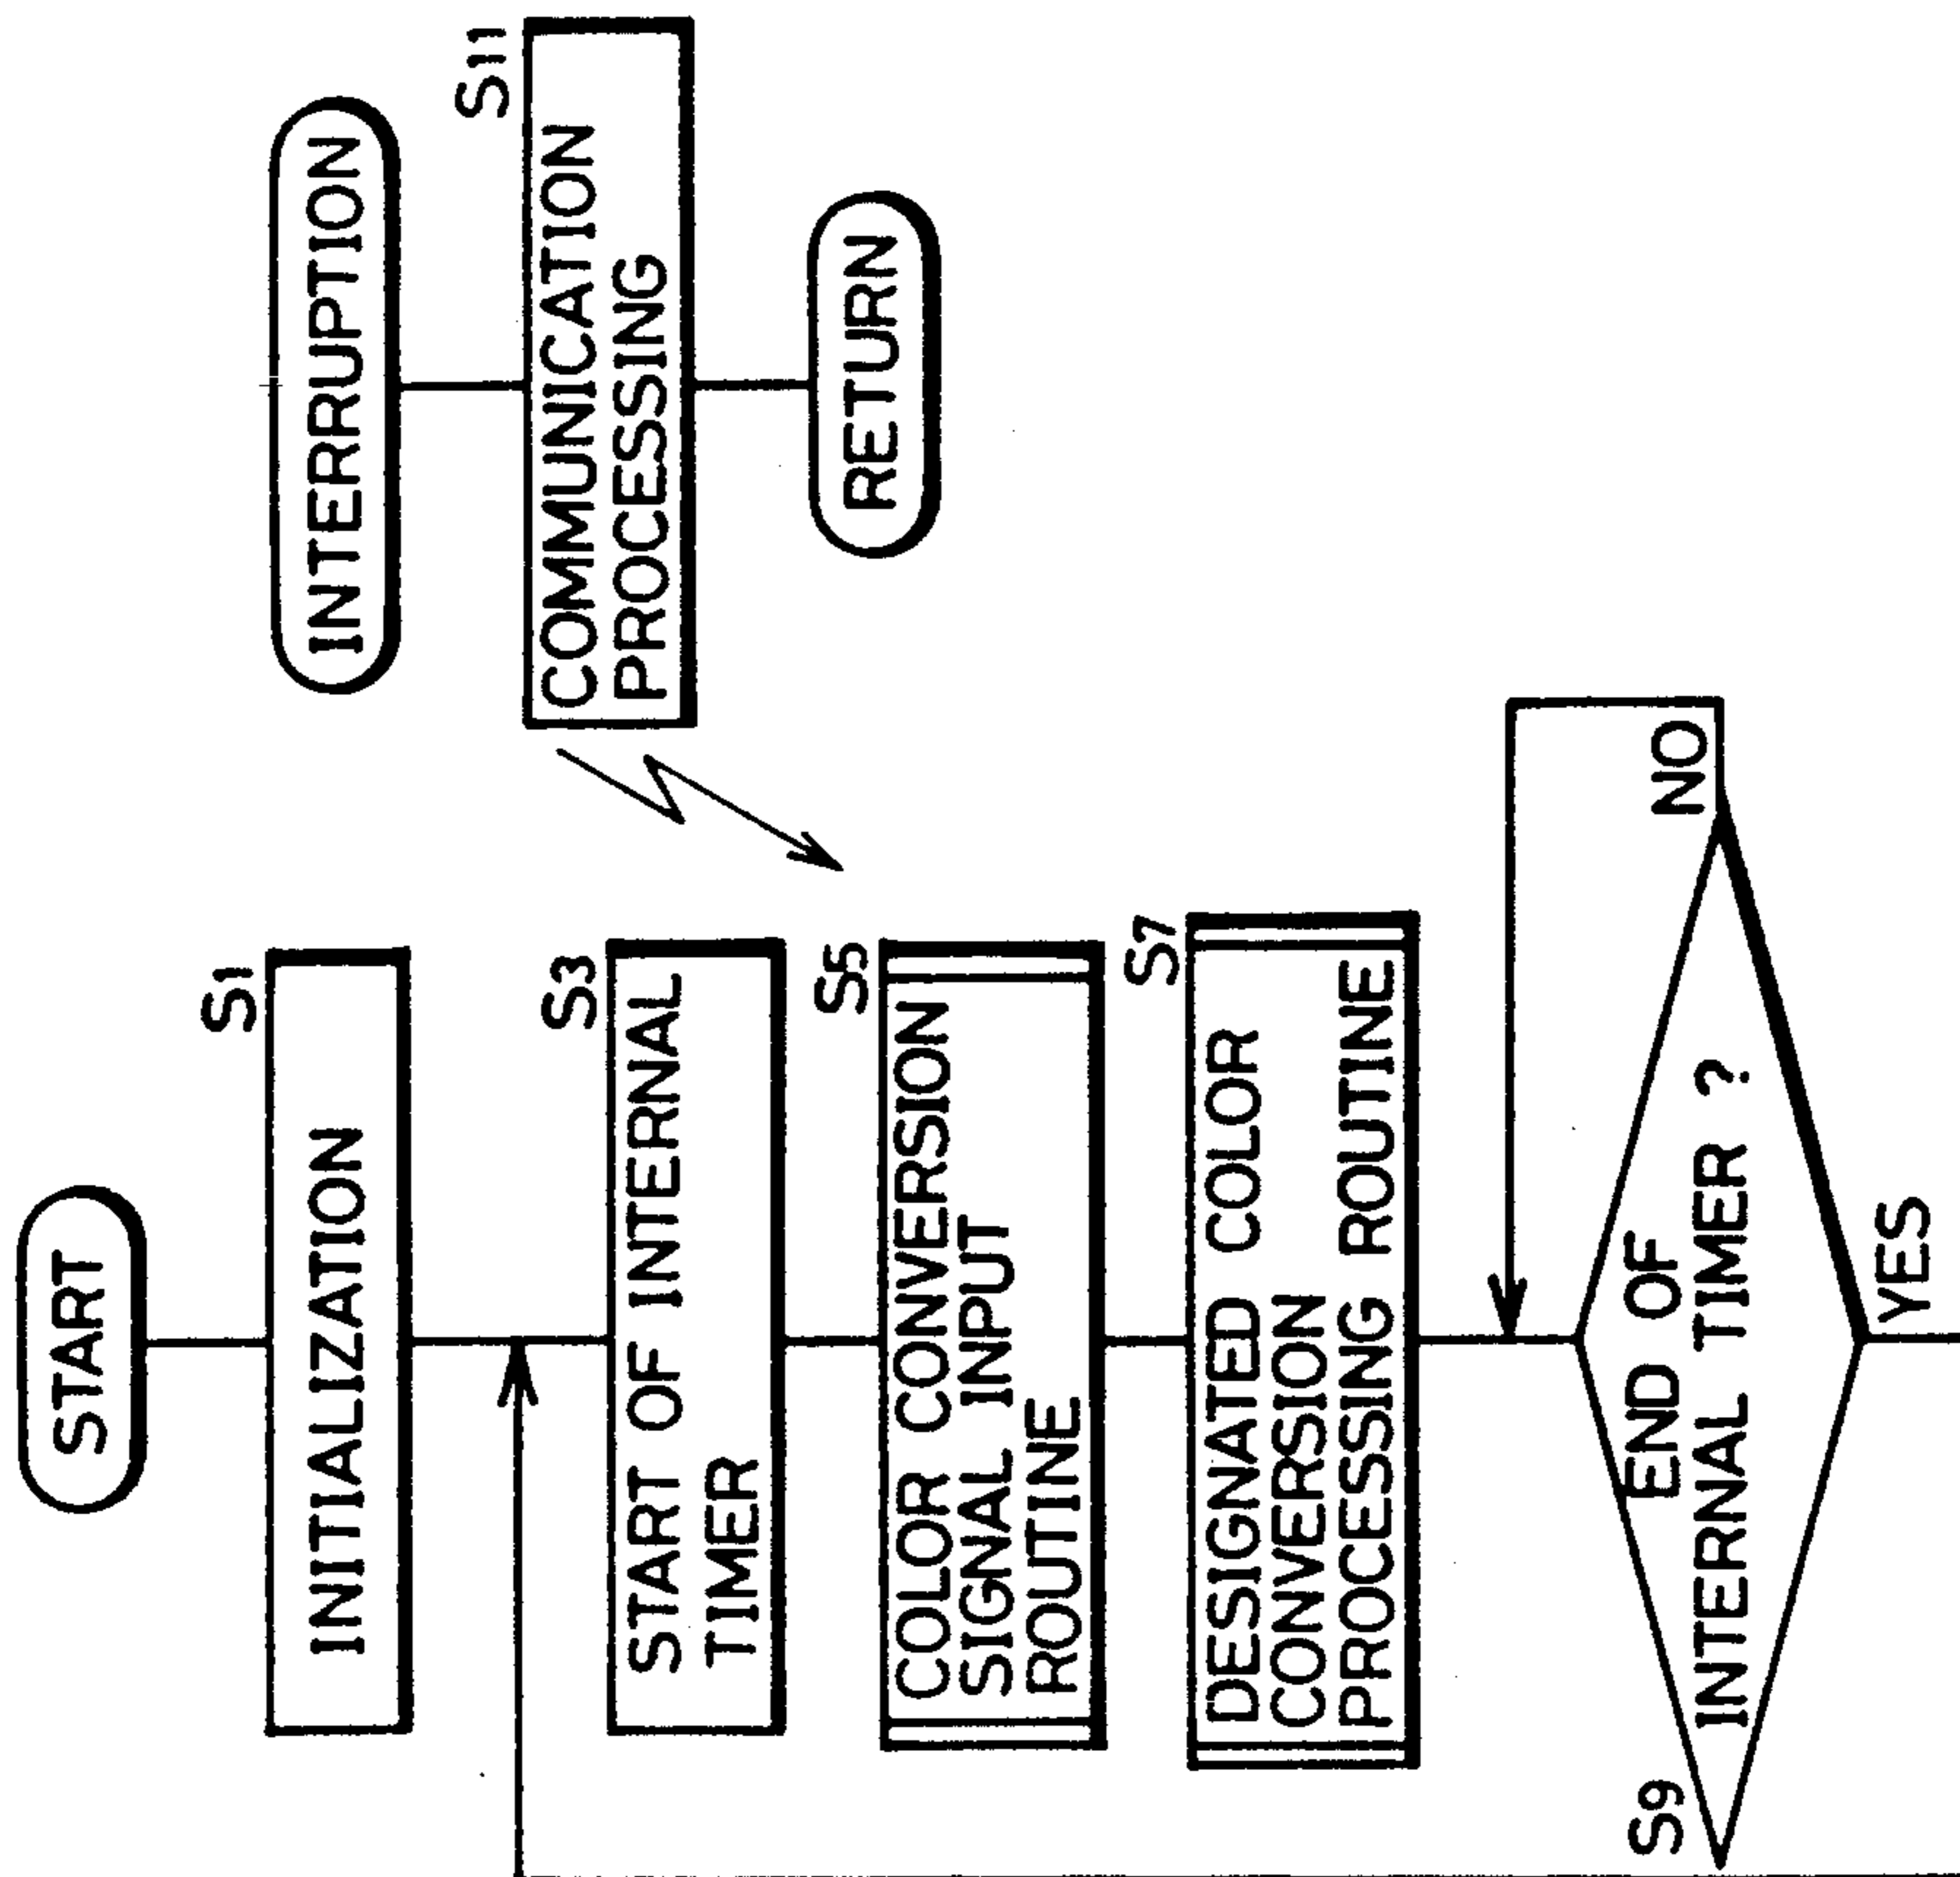 START
S1
INITIALIZATION
S3
START OF INTERNAL
TIMER
S5
COLOR CONVERSION
SIGNAL INPUT
ROUTINE
S7
DESIGNATED COLOR
CONVERSION
PROCESSING ROUTINE
S9
END OF
INTERNAL TIMER ?
NO
YES
INTERRUPTION
S11
COMMUNICATION
PROCESSING
RETURN